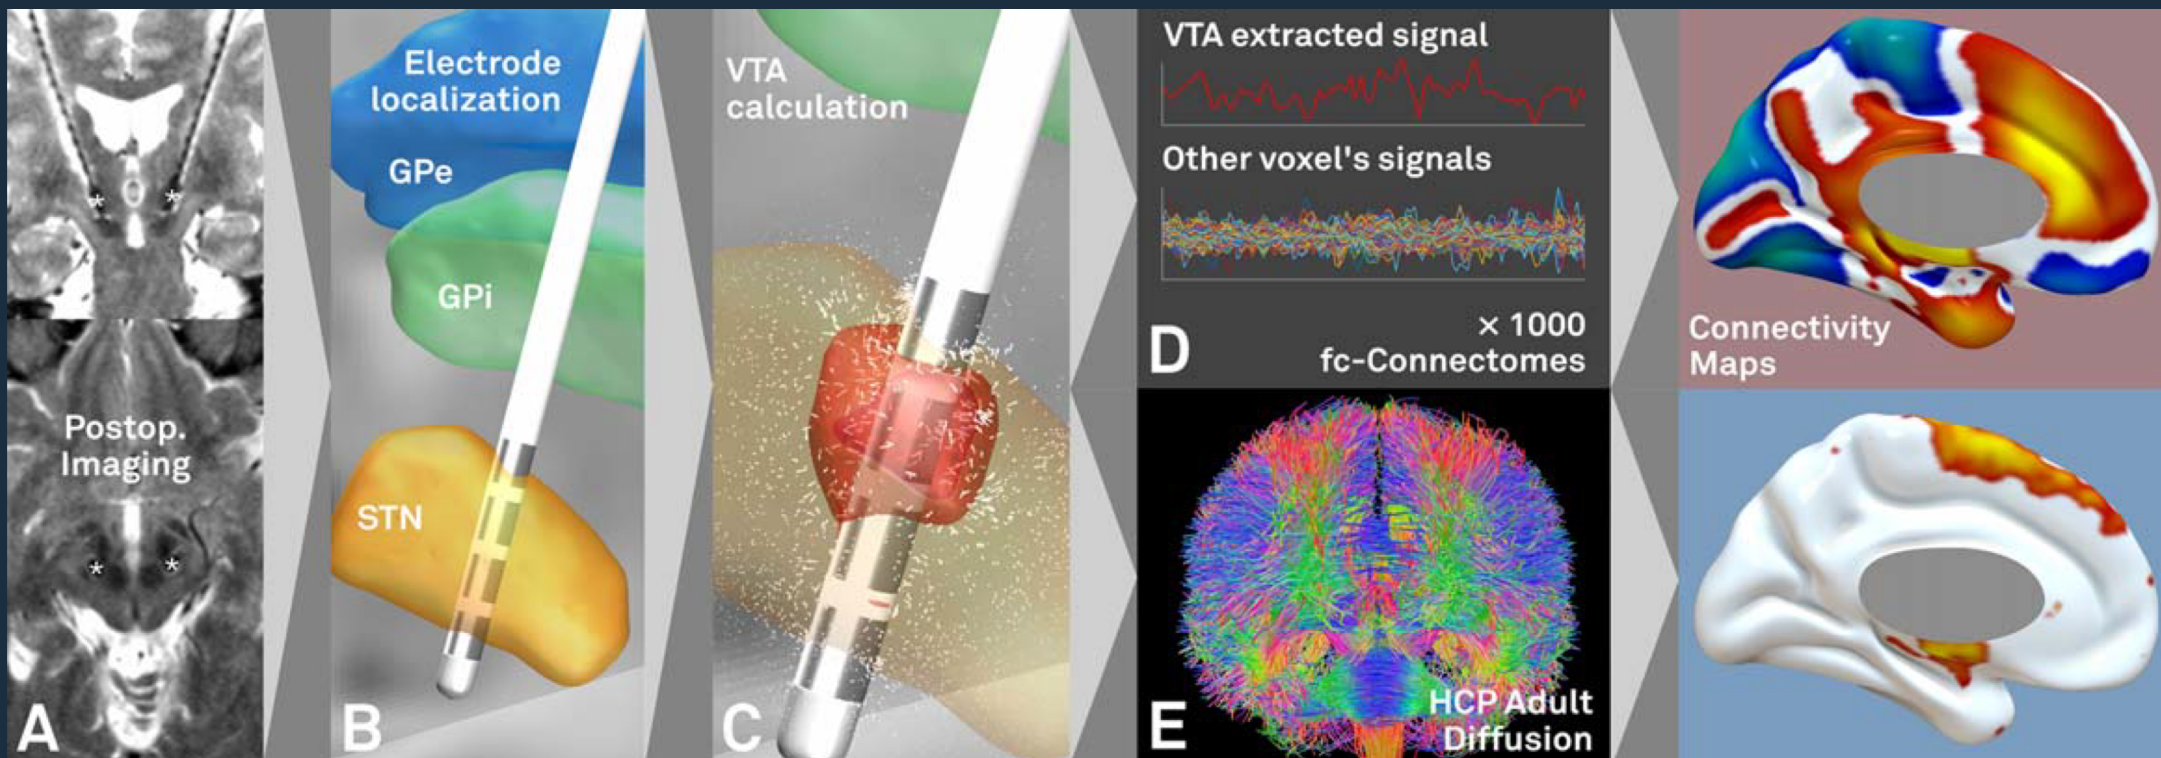 Postop.
Imaging
A
Electrode
localization
GPe
GPi
STN
B
VTA
calculation
C
VTA extracted signal
Other voxel's signals
× 1000
fc-Connectomes
D
HCP Adult
Diffusion
E
Connectivity
Maps